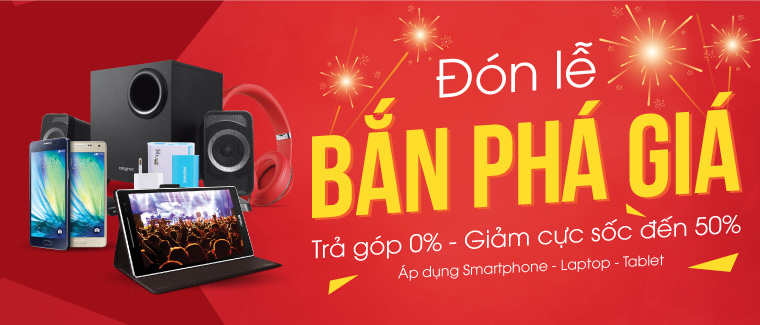 Đón lễ
BẮN PHÁ GIÁ
Trả góp 0% - Giảm cực sốc đến 50%
Áp dụng Smartphone - Laptop - Tablet